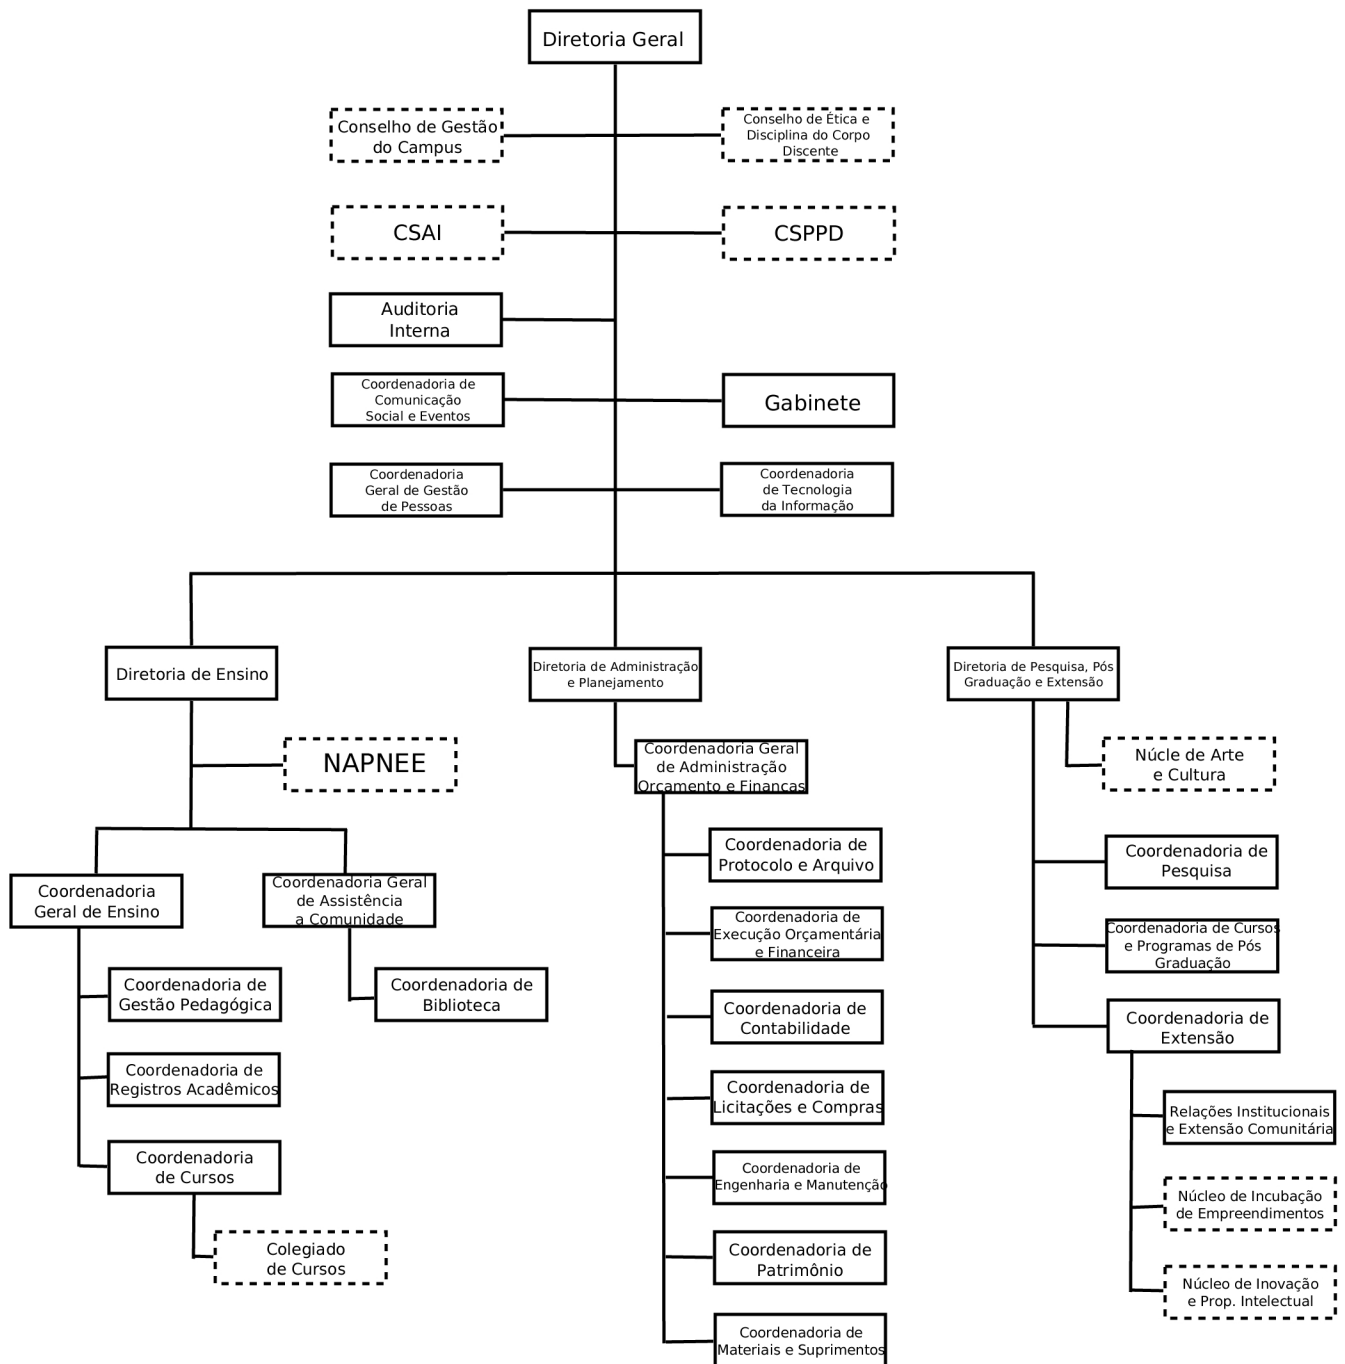 Diretoria Geral
Conselho de Gestão
do Campus
Conselho de Ética e
Disciplina do Corpo
Discente
CSAI
CSPPD
Auditoria
Interna
Coordenadoria de
Comunicação
Social e Eventos
Gabinete
Coordenadoria
Geral de Gestão
de Pessoas
Coordenadoria
de Tecnologia
da Informação
Diretoria de Ensino
Diretoria de Administração
e Planejamento
Diretoria de Pesquisa, Pós
Graduação e Extensão
NAPNEE
Coordenadoria
Geral de Ensino
Coordenadoria Geral
de Assistência
a Comunidade
Coordenadoria de
Gestão Pedagógica
Coordenadoria de
Registros Acadêmicos
Coordenadoria
de Cursos
Colegiado
de Cursos
Coordenadoria de
Biblioteca
Coordenadoria Geral
de Administração
Orçamento e Finanças
Coordenadoria de
Protocolo e Arquivo
Coordenadoria de
Execução Orçamentária
e Financeira
Coordenadoria de
Contabilidade
Coordenadoria de
Licitações e Compras
Coordenadoria de
Engenharia e Manutenção
Coordenadoria de
Patrimônio
Coordenadoria de
Materiais e Suprimentos
Núcle de Arte
e Cultura
Coordenadoria de
Pesquisa
Coordenadoria de Cursos
e Programas de Pós
Graduação
Coordenadoria de
Extensão
Relações Institucionais
e Extensão Comunitária
Núcleo de Incubação
de Empreendimentos
Núcleo de Inovação
e Prop. Intelectual